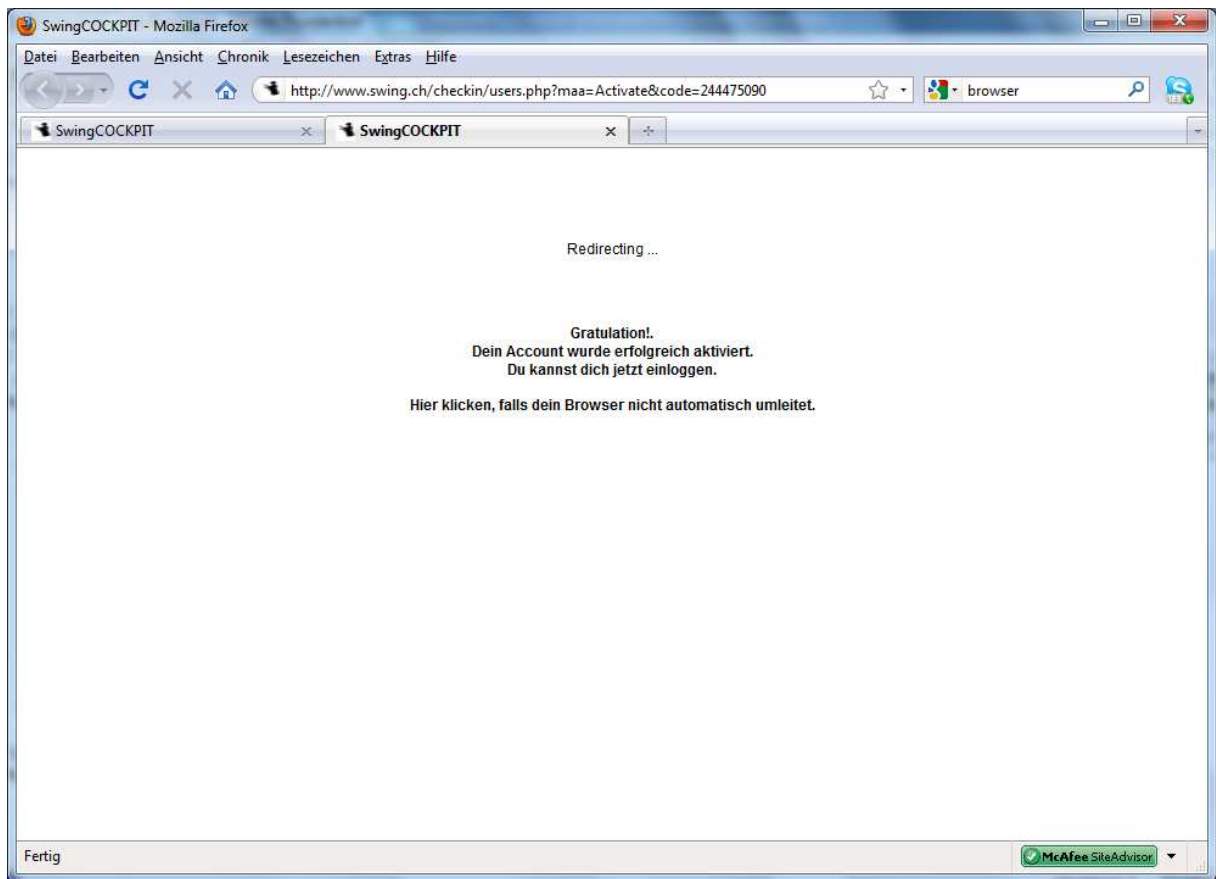 SwingCOCKPIT - Mozilla Firefox
Datei Bearbeiten Ansicht Chronik Lesezeichen Extras Hilfe
http://www.swing.ch/checkin/users.php?maa=Activate&code=244475090 browser
SwingCOCKPIT SwingCOCKPIT
Redirecting ...
Gratulation!.
Dein Account wurde erfolgreich aktiviert.
Du kannst dich jetzt einloggen.
Hier klicken, falls dein Browser nicht automatisch umleitet.
Fertig McAfee SiteAdvisor